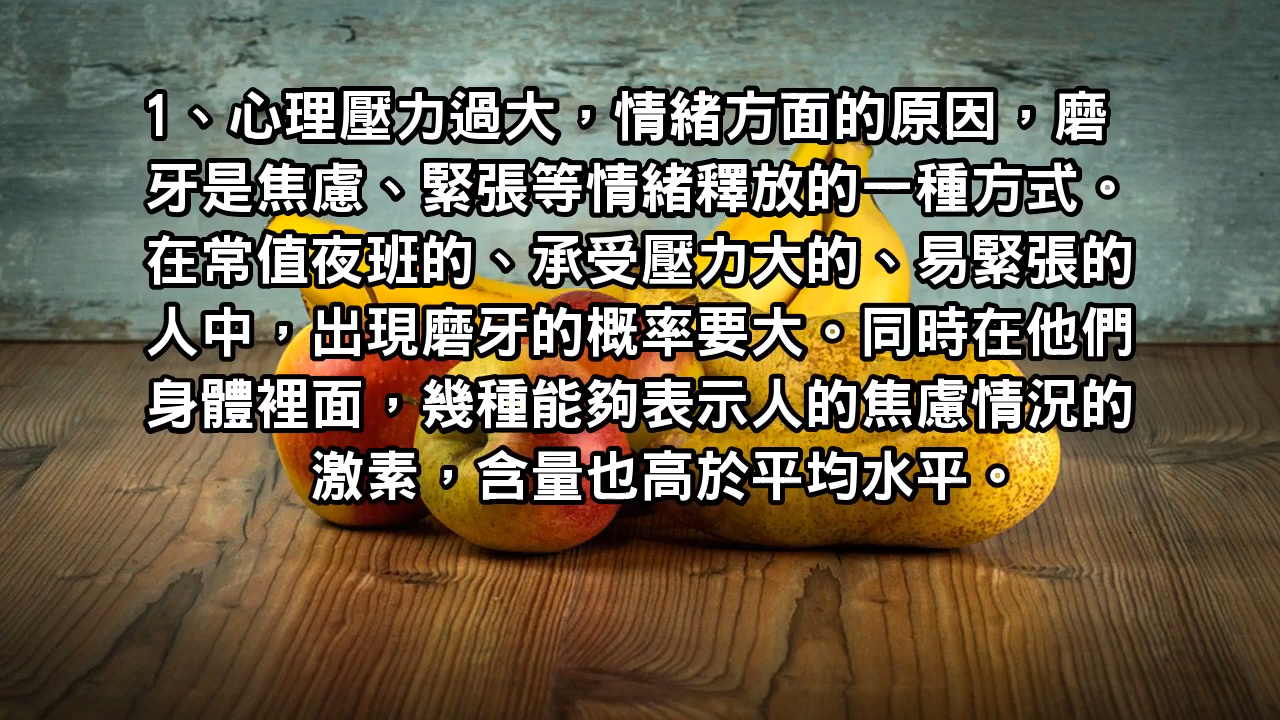 1、心理壓力過大，情緒方面的原因，磨
牙是焦慮、緊張等情緒釋放的一種方式。
在常值夜班的、承受壓力大的、易緊張的
人中，出現磨牙的概率要大。同時在他們
身體裡面，幾種能夠表示人的焦慮情況的
激素，含量也高於平均水平。